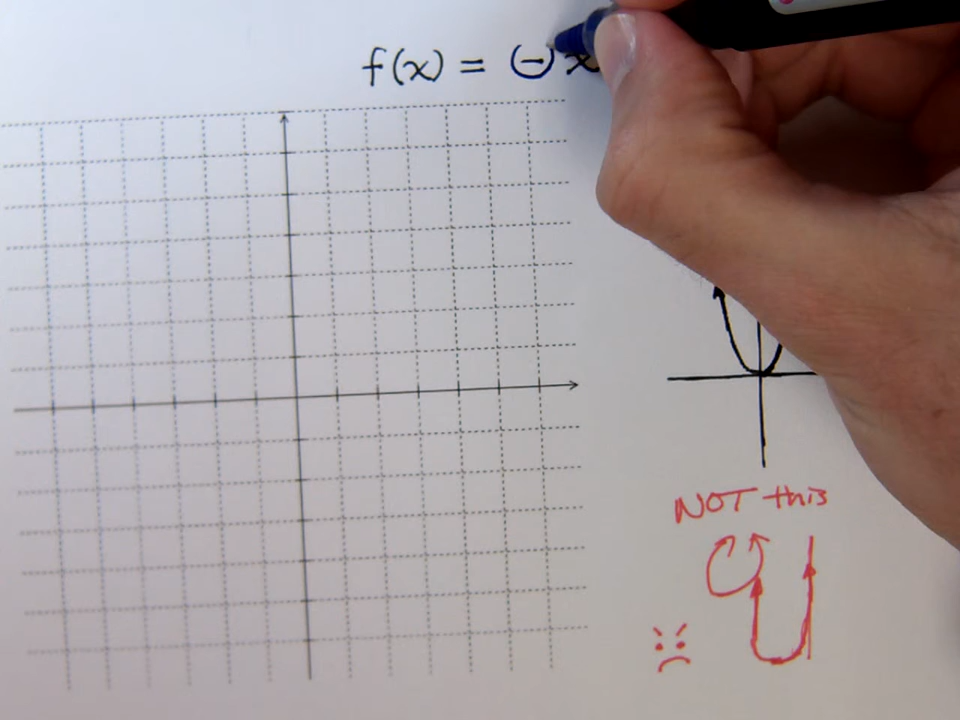 f(x) = (-) x
NOT this